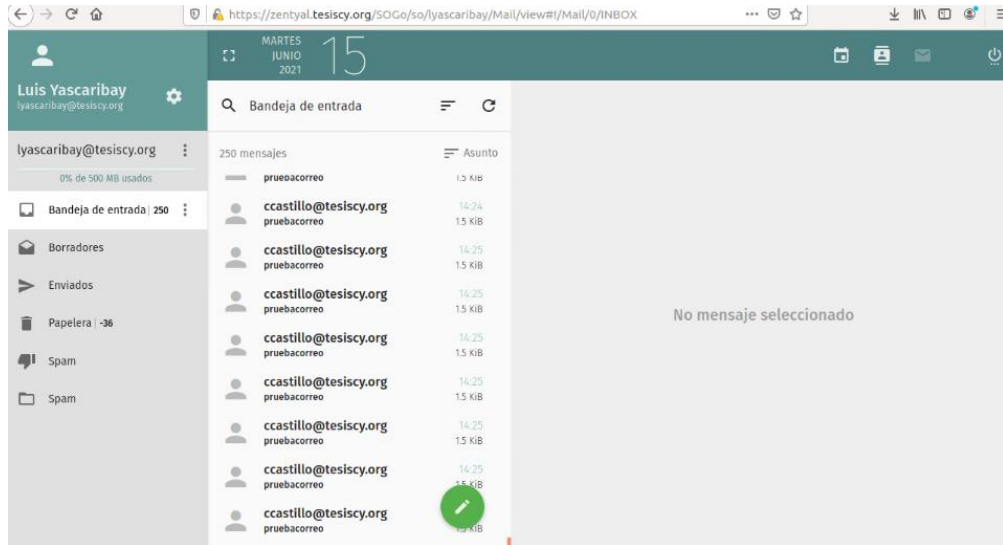 https://zentyal.tesiscy.org/SOGo/so/lyascaribay/Mail/view#!/Mail/0/INBOX
Luis Yascaribay
lyascaribay@tesiscy.org
MARTES
JUNIO
2021
15
lyascaribay@tesiscy.org
0% de 500 MB usados
Bandeja de entrada | 250
Borradores
Enviados
Papelera | -36
Spam
Spam
Bandeja de entrada
250 mensajes
Asunto
pruebacorreo 1.5 KiB
ccastillo@tesiscy.org 14:24
pruebacorreo 1.5 KiB
ccastillo@tesiscy.org 14:25
pruebacorreo 1.5 KiB
ccastillo@tesiscy.org 14:25
pruebacorreo 1.5 KiB
ccastillo@tesiscy.org 14:25
pruebacorreo 1.5 KiB
ccastillo@tesiscy.org 14:25
pruebacorreo 1.5 KiB
ccastillo@tesiscy.org 14:25
pruebacorreo 1.5 KiB
ccastillo@tesiscy.org 14:25
pruebacorreo 1.5 KiB
ccastillo@tesiscy.org
pruebacorreo KiB
No mensaje seleccionado